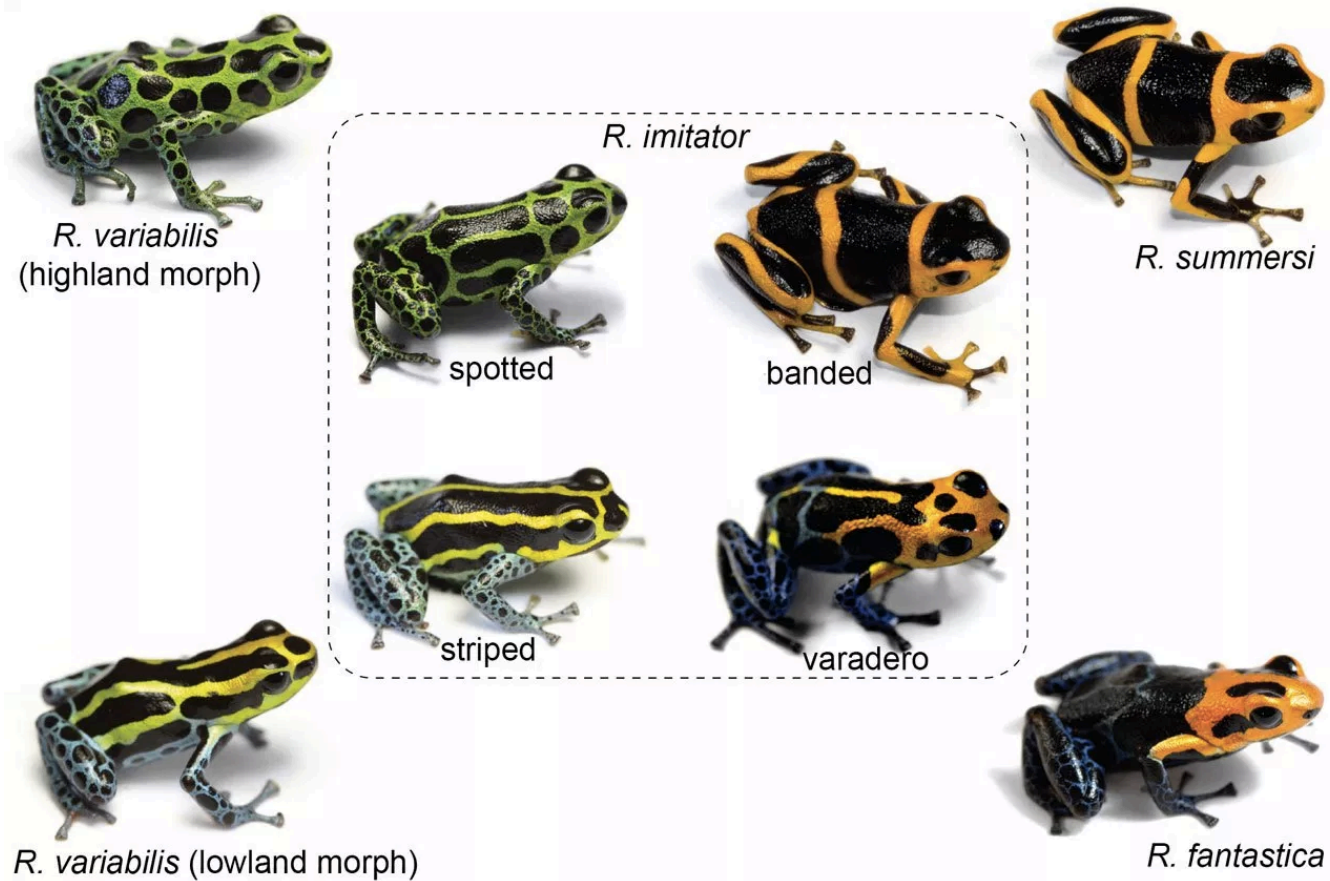 R. imitator
R. variabilis
(highland morph)
R. summersi
spotted
banded
striped
varadero
R. variabilis (lowland morph)
R. fantastica